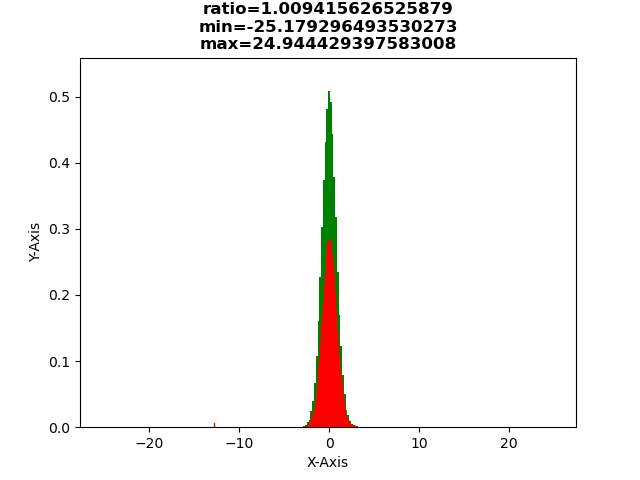 ratio=1.009415626525879
min=-25.179296493530273
max=24.944429397583008
0.5
0.4
0.3
0.2
0.1
0.0
Y-Axis
−20
−10
0
10
20
X-Axis